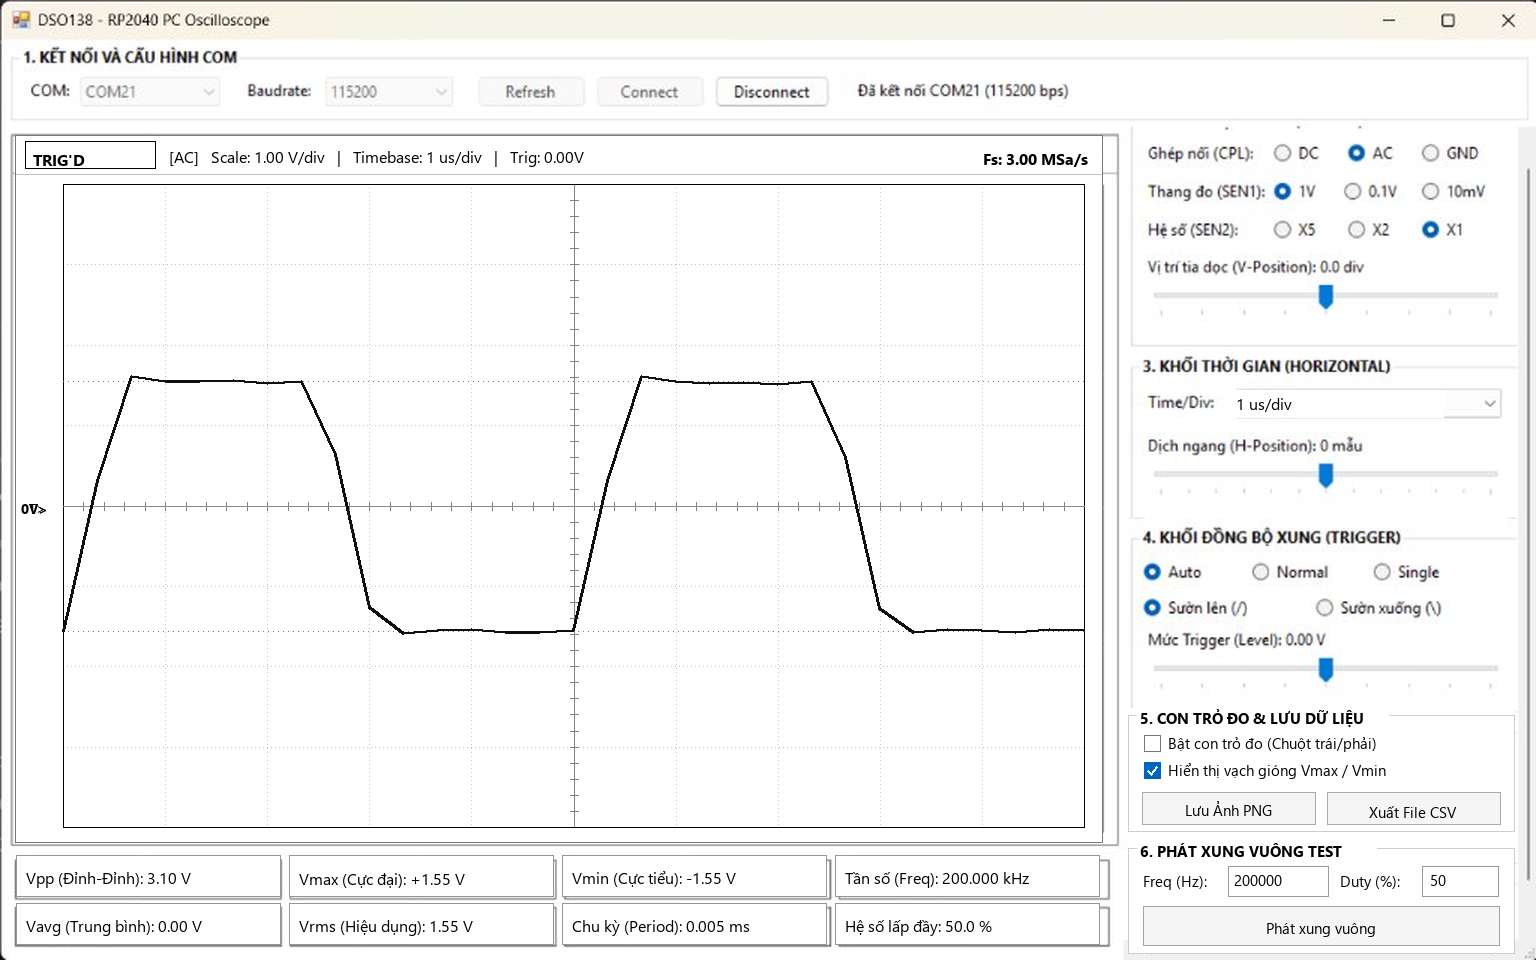 DSO138 - RP2040 PC Oscilloscope
1. KẾT NỐI VÀ CẤU HÌNH COM
COM: COM21 Baudrate: 115200 Refresh Connect Disconnect Đã kết nối COM21 (115200 bps)
TRIG'D [AC] Scale: 1.00 V/div | Timebase: 1 us/div | Trig: 0.00V Fs: 3.00 MSa/s
0V>
Ghép nối (CPL): DC AC GND
Thang đo (SEN1): 1V 0.1V 10mV
Hệ số (SEN2): X5 X2 X1
Vị trí tia dọc (V-Position): 0.0 div
3. KHỐI THỜI GIAN (HORIZONTAL)
Time/Div: 1 us/div
Dịch ngang (H-Position): 0 mẫu
4. KHỐI ĐỒNG BỘ XUNG (TRIGGER)
Auto Normal Single
Sườn lên (/) Sườn xuống (\)
Mức Trigger (Level): 0.00 V
5. CON TRỎ ĐO & LƯU DỮ LIỆU
Bật con trỏ đo (Chuột trái/phải)
Hiển thị vạch gióng Vmax / Vmin
Lưu Ảnh PNG Xuất File CSV
6. PHÁT XUNG VUÔNG TEST
Freq (Hz): 200000 Duty (%): 50
Phát xung vuông
Vpp (Đỉnh-Đỉnh): 3.10 V Vmax (Cực đại): +1.55 V Vmin (Cực tiểu): -1.55 V Tần số (Freq): 200.000 kHz
Vavg (Trung bình): 0.00 V Vrms (Hiệu dụng): 1.55 V Chu kỳ (Period): 0.005 ms Hệ số lấp đầy: 50.0 %